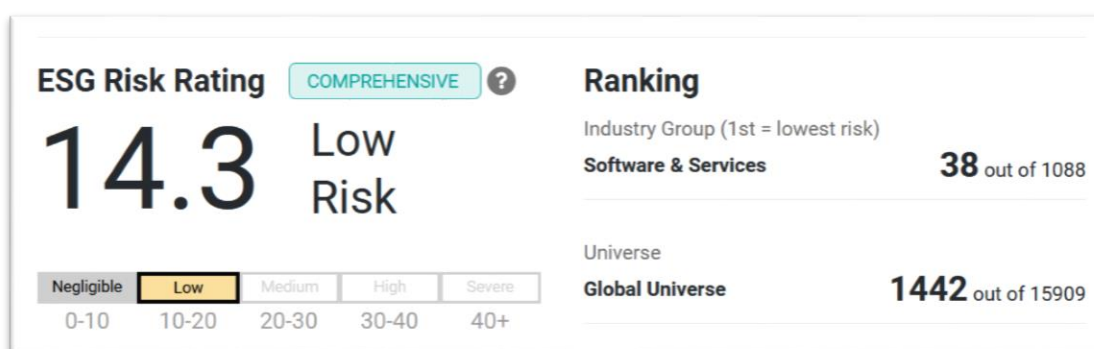 ESG Risk Rating COMPREHENSIVE ?
14.3 Low
Risk
Negligible Low Medium High Severe
0-10 10-20 20-30 30-40 40+
Ranking
Industry Group (1st = lowest risk)
Software & Services 38 out of 1088
Universe
Global Universe 1442 out of 15909